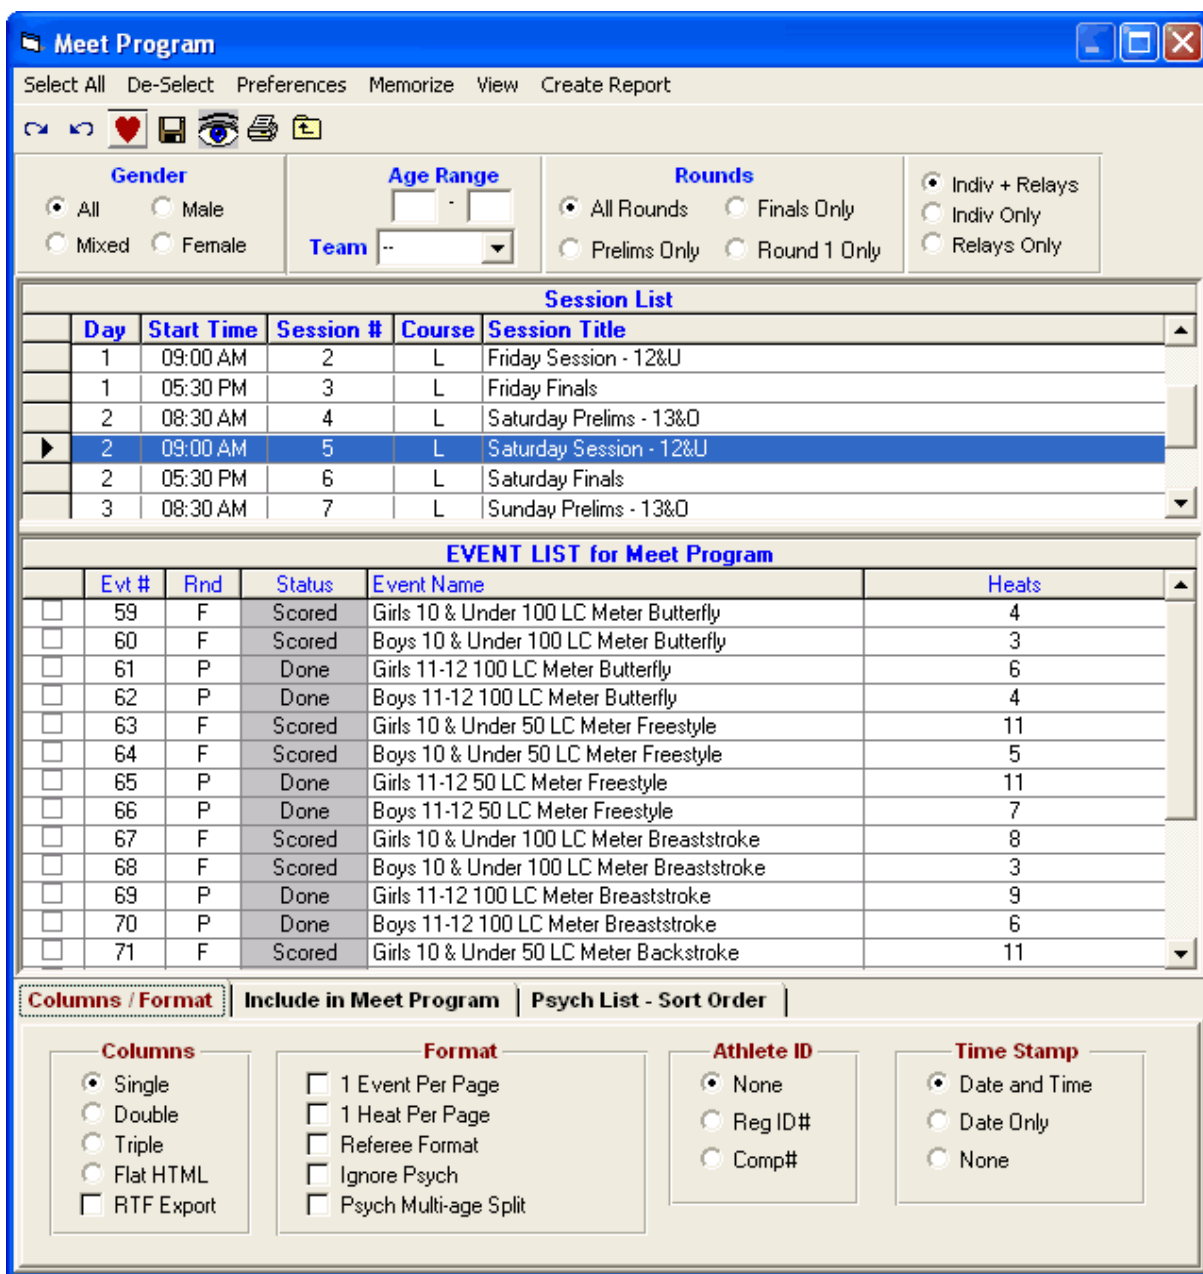 Meet Program
Select All De-Select Preferences Memorize View Create Report
Gender Age Range Rounds
All Male - All Rounds Finals Only Indiv + Relays
Indiv Only
Mixed Female Team -- Prelims Only Round 1 Only Relays Only
Session List
Day Start Time Session # Course Session Title
1 09:00 AM 2 L Friday Session - 12&U
1 05:30 PM 3 L Friday Finals
2 08:30 AM 4 L Saturday Prelims - 13&O
2 09:00 AM 5 L Saturday Session - 12&U
2 05:30 PM 6 L Saturday Finals
3 08:30 AM 7 L Sunday Prelims - 13&O
EVENT LIST for Meet Program
Evt # Rnd Status Event Name Heats
59 F Scored Girls 10 & Under 100 LC Meter Butterfly 4
60 F Scored Boys 10 & Under 100 LC Meter Butterfly 3
61 P Done Girls 11-12 100 LC Meter Butterfly 6
62 P Done Boys 11-12 100 LC Meter Butterfly 4
63 F Scored Girls 10 & Under 50 LC Meter Freestyle 11
64 F Scored Boys 10 & Under 50 LC Meter Freestyle 5
65 P Done Girls 11-12 50 LC Meter Freestyle 11
66 P Done Boys 11-12 50 LC Meter Freestyle 7
67 F Scored Girls 10 & Under 100 LC Meter Breaststroke 8
68 F Scored Boys 10 & Under 100 LC Meter Breaststroke 3
69 P Done Girls 11-12 100 LC Meter Breaststroke 9
70 P Done Boys 11-12 100 LC Meter Breaststroke 6
71 F Scored Girls 10 & Under 50 LC Meter Backstroke 11
Columns / Format Include in Meet Program Psych List - Sort Order
Columns Format Athlete ID Time Stamp
Single 1 Event Per Page None Date and Time
Double 1 Heat Per Page Reg ID# Date Only
Triple Referee Format Comp# None
Flat HTML Ignore Psych
RTF Export Psych Multi-age Split